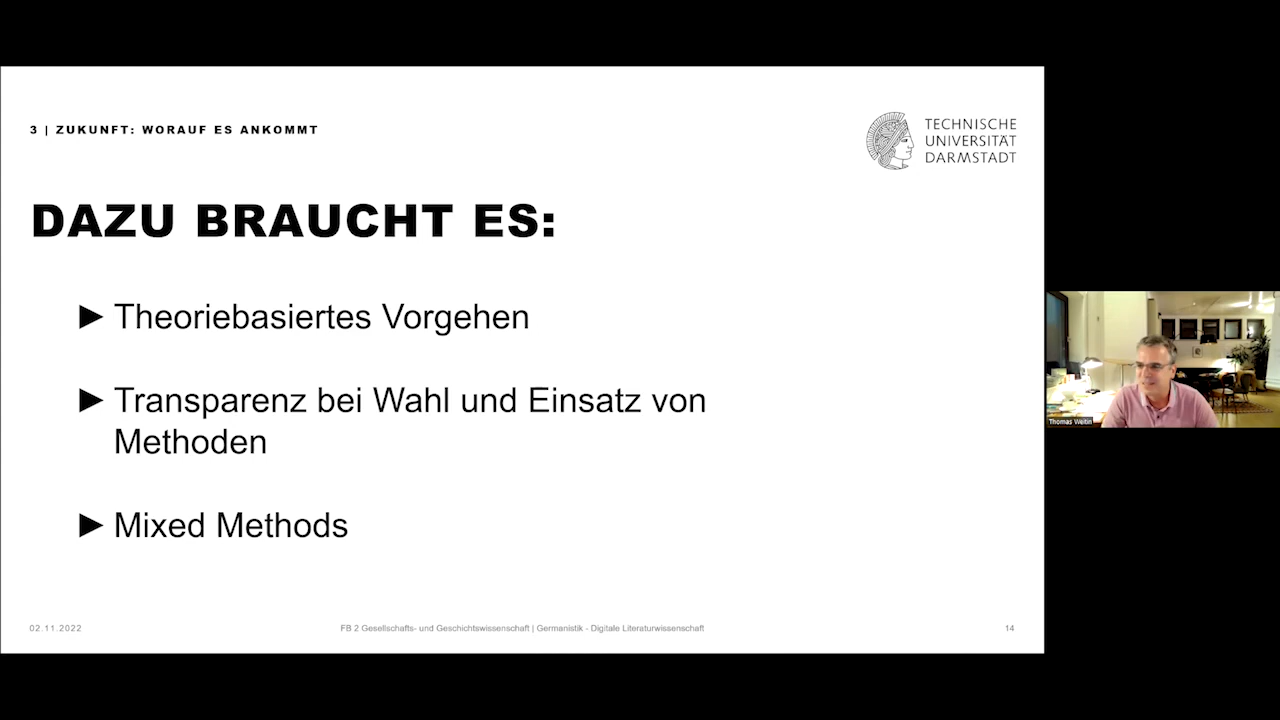 3 | ZUKUNFT: WORAUF ES ANKOMMT
TECHNISCHE
UNIVERSITÄT
DARMSTADT
DAZU BRAUCHT ES:
► Theoriebasiertes Vorgehen
► Transparenz bei Wahl und Einsatz von
Methoden
► Mixed Methods
Thomas Weitin
02.11.2022
FB 2 Gesellschafts- und Geschichtswissenschaft | Germanistik - Digitale Literaturwissenschaft
14